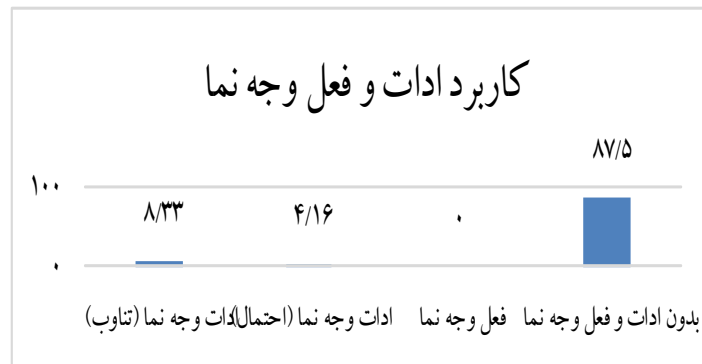 کاربرد ادات و فعل وجه نما
۸۷/۵
۰
۴/۱۶
۸/۳۳
۱۰۰
۰
بدون ادات و فعل وجه نما
فعل وجه نما
ادات وجه نما (احتمال)
ادات وجه نما (تناوب)